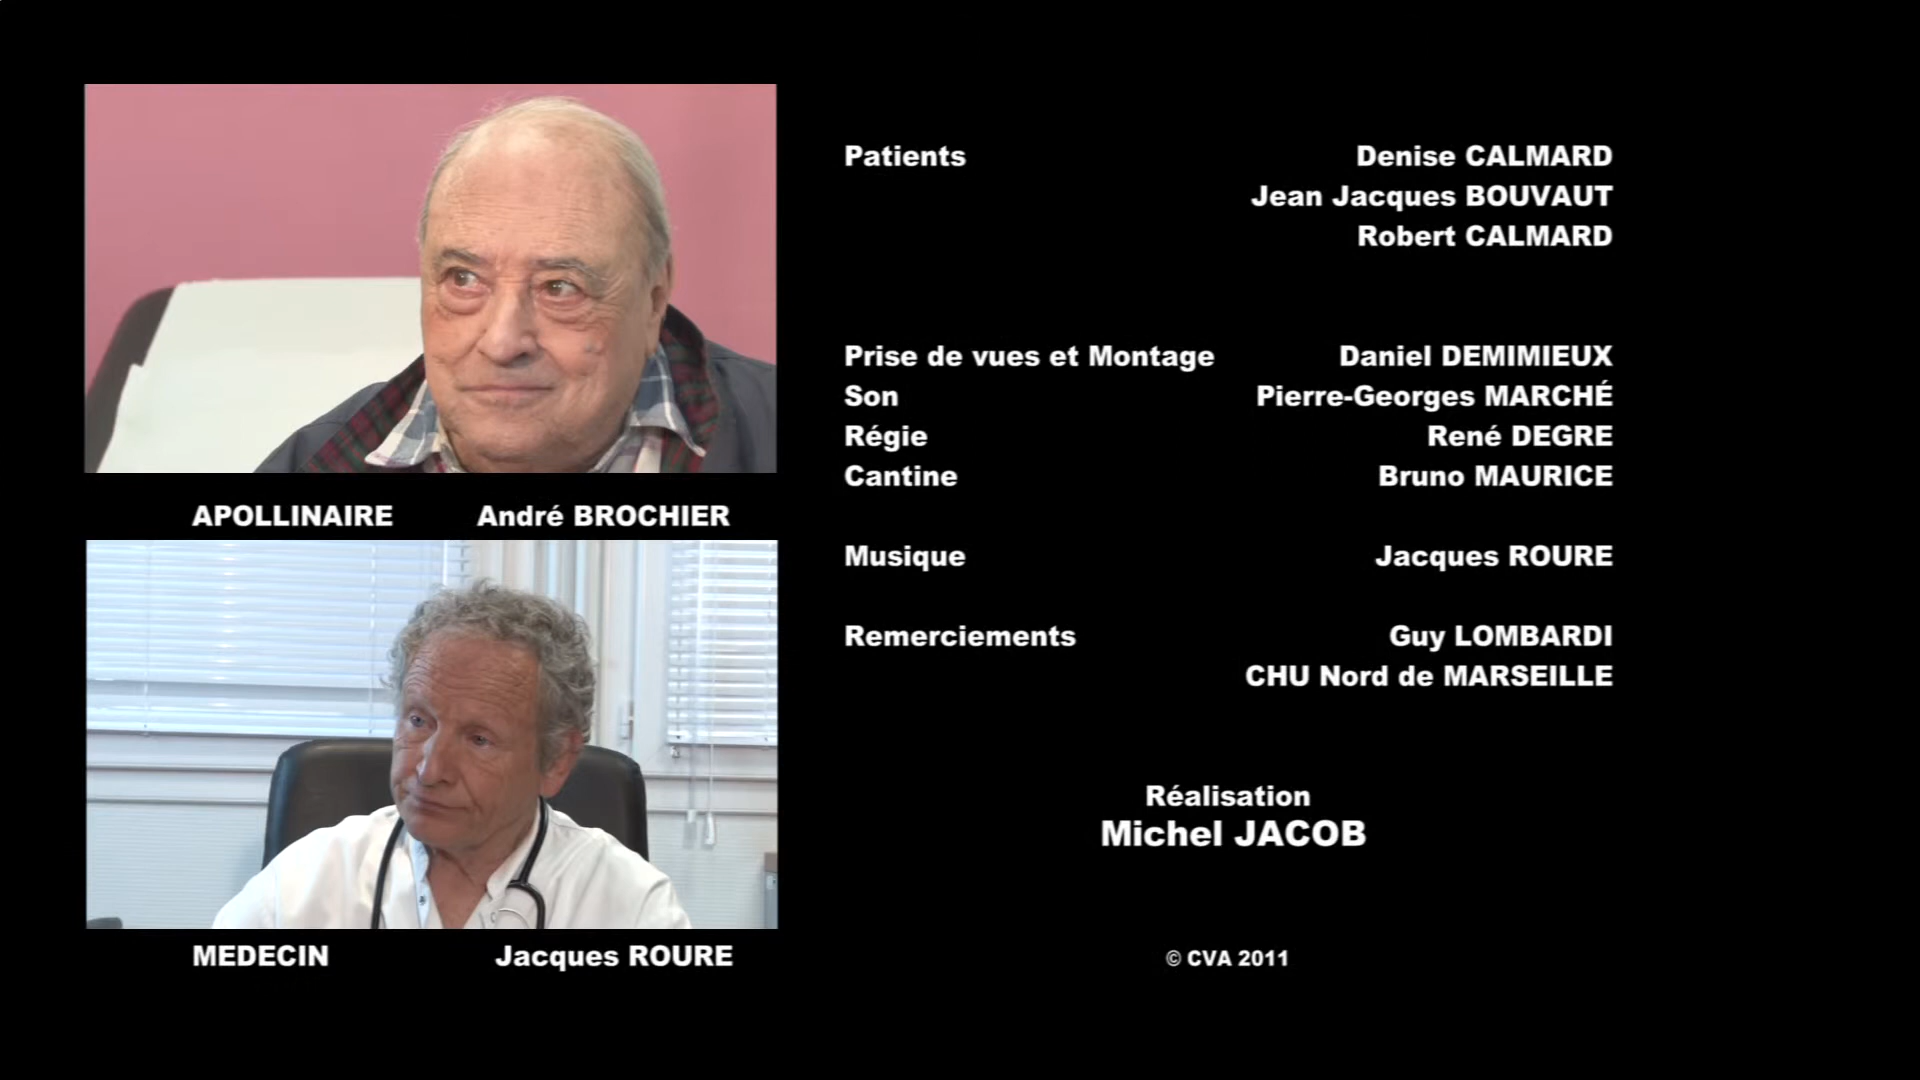 APOLLINAIRE André BROCHIER
MEDECIN Jacques ROURE
Patients Denise CALMARD
Jean Jacques BOUVAUT
Robert CALMARD
Prise de vues et Montage Daniel DEMIMIEUX
Son Pierre-Georges MARCHÉ
Régie René DEGRE
Cantine Bruno MAURICE
Musique Jacques ROURE
Remerciements Guy LOMBARDI
CHU Nord de MARSEILLE
Réalisation
Michel JACOB
© CVA 2011